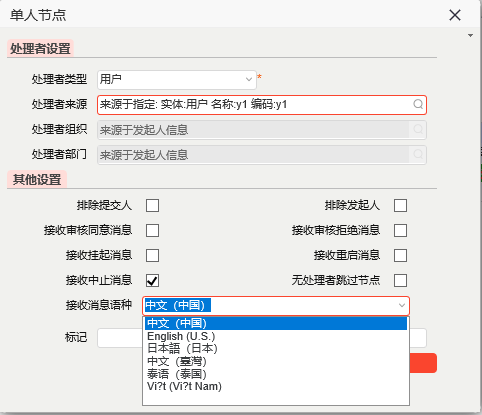 单人节点
处理者设置
处理者类型 用户 *
处理者来源 来源于指定: 实体:用户 名称:y1 编码:y1
处理者组织 来源于发起人信息
处理者部门 来源于发起人信息
其他设置
排除提交人 排除发起人
接收审核同意消息 接收审核拒绝消息
接收挂起消息 接收重启消息
接收中止消息 无处理者跳过节点
接收消息语种 中文（中国）
中文（中国）
English (U.S.)
日本語（日本）
标记
中文（臺灣）
泰语（泰国）
Vi?t (Vi?t Nam)